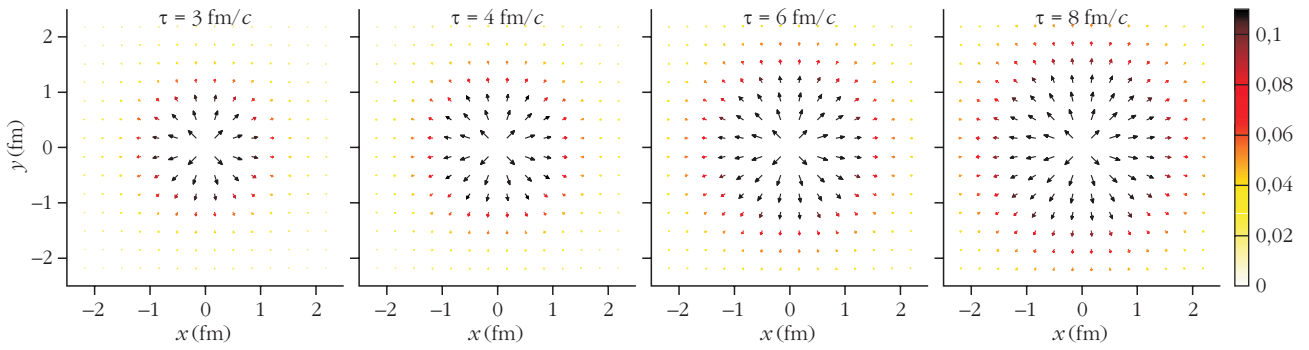 τ = 3 fm/c
τ = 4 fm/c
τ = 6 fm/c
τ = 8 fm/c
2
1
0
−1
−2
y (fm)
−2 −1 0 1 2
−2 −1 0 1 2
−2 −1 0 1 2
−2 −1 0 1 2
x (fm)
x (fm)
x (fm)
x (fm)
0,1
0,08
0,06
0,04
0,02
0